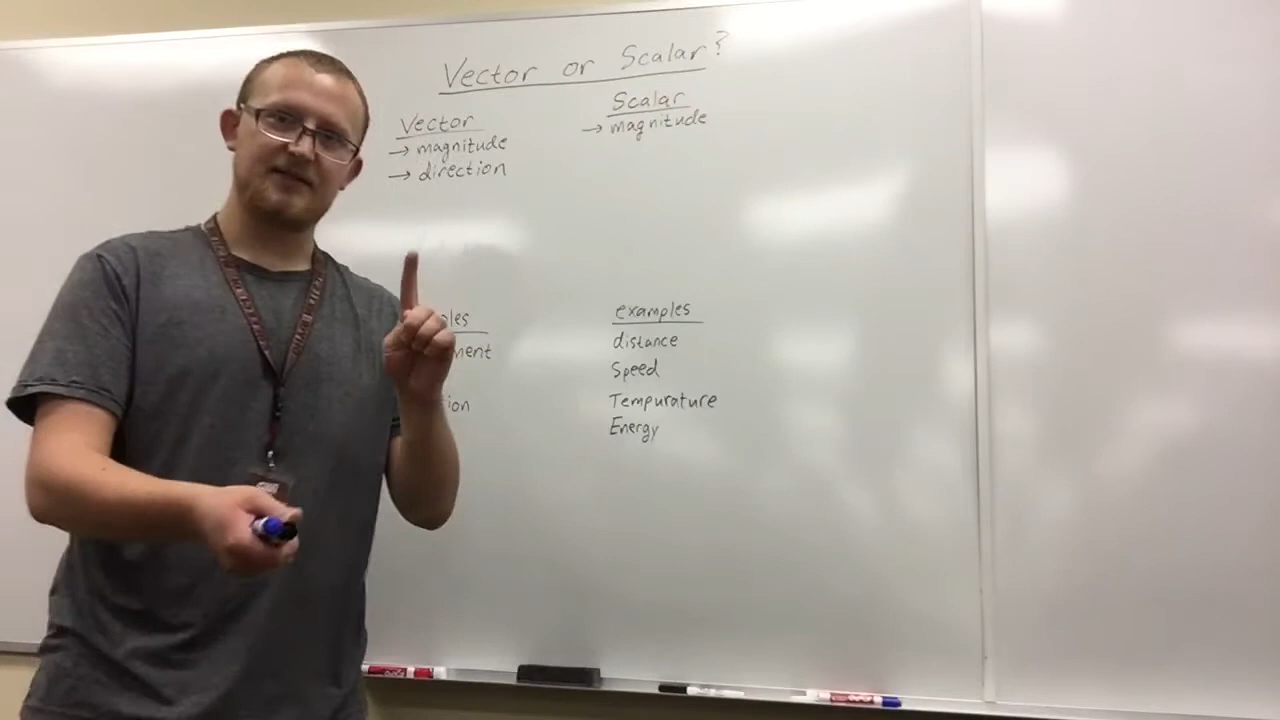 Vector or Scalar?
Vector
→ magnitude
→ direction
Scalar
→ magnitude
examples
distance
Speed
Tempurature
Energy